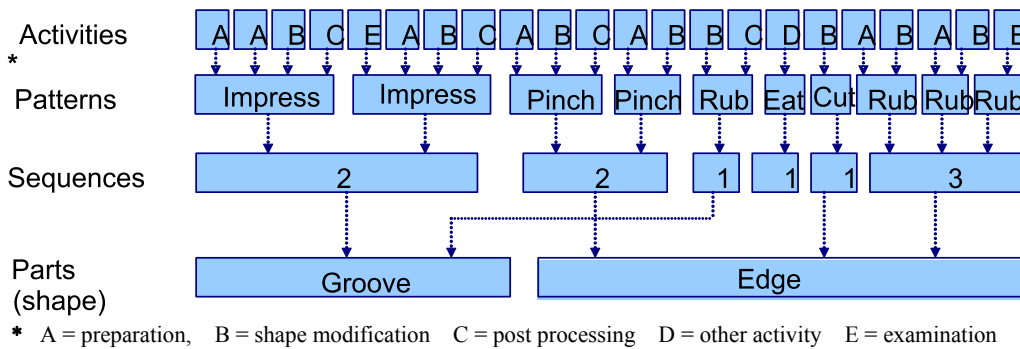 Activities A A B C E A B C A B C A B B C D B A B A B
*
Patterns Impress Impress Pinch Pinch Rub Eat Cut Rub Rub Rub
Sequences 2 2 1 1 1 3
Parts
(shape) Groove Edge
* A = preparation, B = shape modification C = post processing D = other activity E = examination